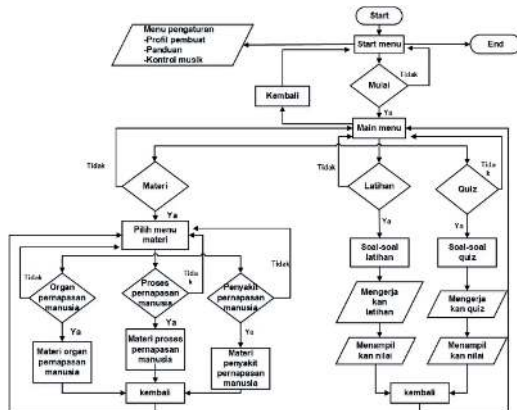 Start
Menu pengaturan
-Profil pembuat
-Panduan
-Kontrol musik
Start menu
End
Tidak
Mulai
Kembali
Ya
Main menu
Tidak
Tidak
Tida
k
Materi
Latihan
Quiz
Ya
Ya
Ya
Pilih menu
materi
Soal-soal
latihan
Soal-soal
quiz
Tidak
Tida
k
Tidak
Organ
pernapasan
manusia
Proses
pernapasan
manusia
Penyakit
pernapasan
manusia
Mengerja
kan
latihan
Mengerja
kan quiz
Ya
Ya
Ya
Materi organ
pernapasan
manusia
Materi proses
pernapasan
manusia
Materi
penyakit
pernapasan
manusia
Menampil
kan nilai
Menampil
kan nilai
kembali
kembali